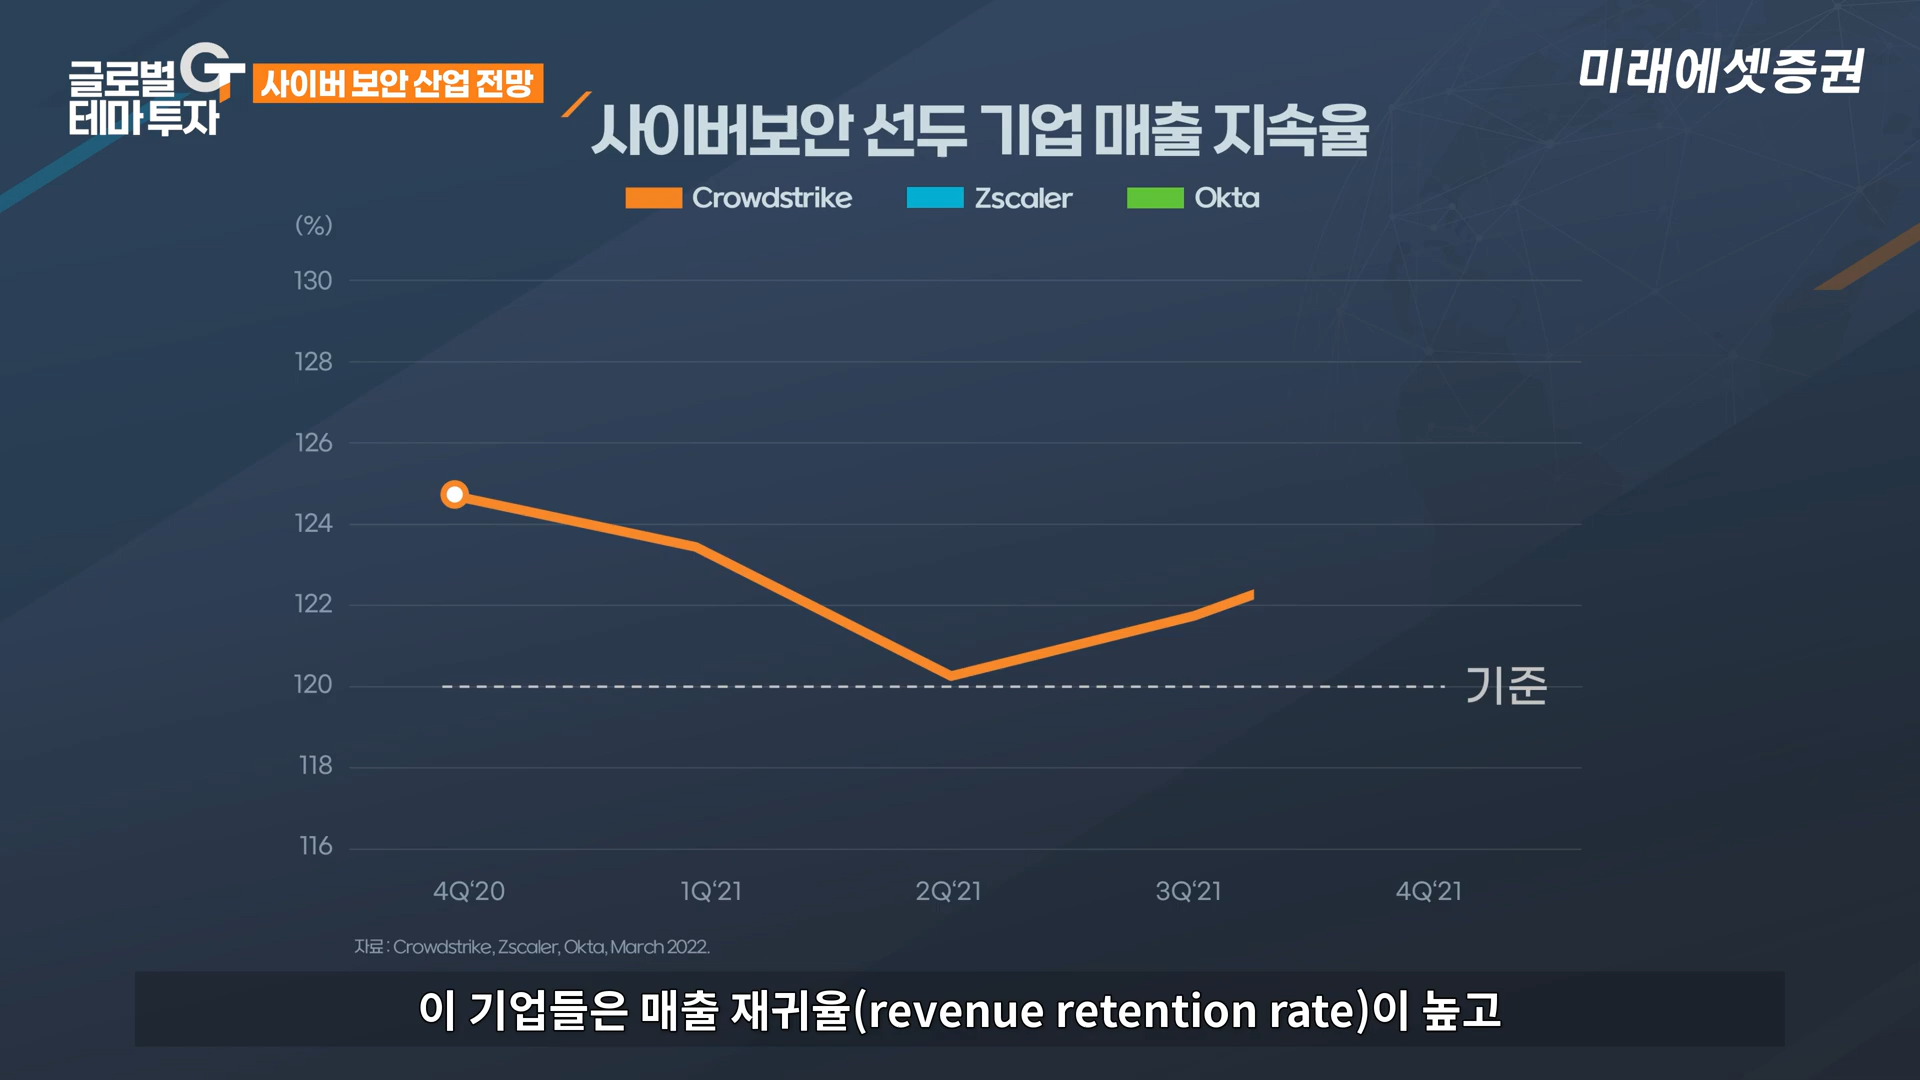 글로벌 GT
테마 투자
사이버 보안 산업 전망
미래에셋증권
사이버보안 선두 기업 매출 지속율
Crowdstrike Zscaler Okta
(%)
130
128
126
124
122
120
기준
118
116
4Q‘20 1Q‘21 2Q‘21 3Q‘21 4Q‘21
자료 : Crowdstrike, Zscaler, Okta, March 2022.
이 기업들은 매출 재귀율(revenue retention rate)이 높고